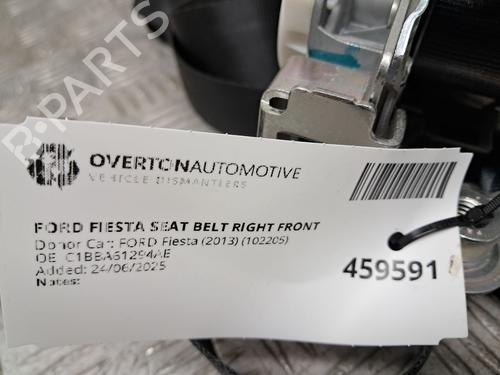 B-PARTS
OVERTONAUTOMOTIVE
VEHICLE DISMANTLERS
FORD FIESTA SEAT BELT RIGHT FRONT
Donor Car: FORD Fiesta (2013) (102205)
OE: C1BBA61294AE
Added: 24/06/2025
Notes:
459591